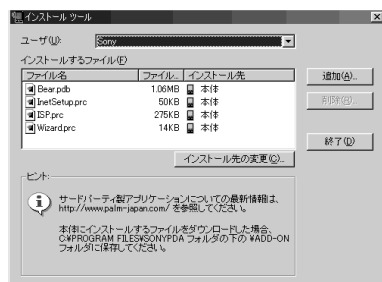 インストール ツール
ユーザ(U): Sony
インストールするファイル(F)
ファイル名 ファイル... インストール先
Bear.pdb 1.06MB 本体
InetSetup.prc 50KB 本体
ISP.prc 275KB 本体
Wizard.prc 14KB 本体
追加(A)...
削除(R)...
終了(D)
インストール先の変更(C)...
ヒント:
サードパーティ製アプリケーションについての最新情報は、
http://www.palm-japan.com/ を参照してください。
本体にインストールするファイルをダウンロードした場合、
C:¥PROGRAM FILES¥SONYPDA フォルダの下の ¥ADD-ON
フォルダに保存してください。